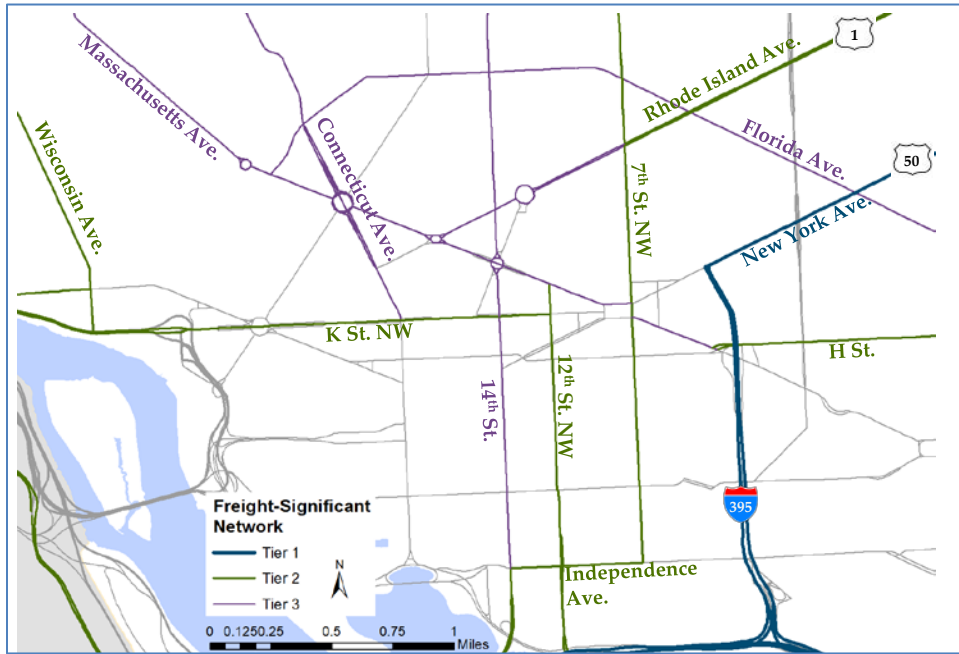 1
Massachusetts Ave.
Rhode Island Ave.
Wisconsin Ave.
Connecticut Ave.
Florida Ave.
50
7th St. NW
New York Ave.
K St. NW
H St.
12th St. NW
14th St.
395
Freight-Significant
Network
Tier 1
Tier 2
Tier 3
N
Independence
Ave.
0 0.1250.25 0.5 0.75 1
Miles